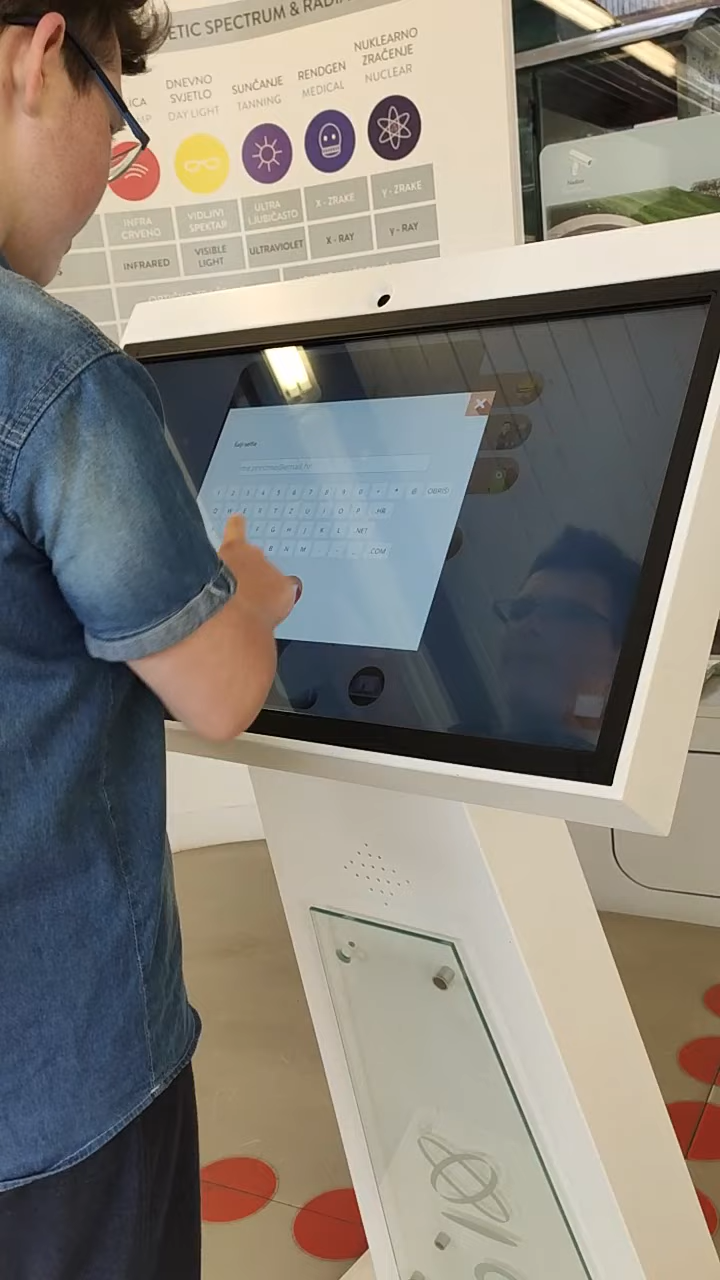 ETIC SPECTRUM & RADIA
DNEVNO
SVJETLO
DAY LIGHT
SUNČANJE
TANNING
RENDGEN
MEDICAL
NUKLEARNO
ZRAČENJE
NUCLEAR
INFRA
CRVENO
VIDLJIVI
SPEKTAR
ULTRA
LJUBIČASTO
X - ZRAKE
γ - ZRAKE
INFRARED
VISIBLE
LIGHT
ULTRAVIOLET
X - RAY
γ - RAY
1 2 3 4 5 6 7 8 9 0 @ OBRIŠI
Q W E R T Z U I O P .HR
F G H J K L .NET
B N M . - _ .COM